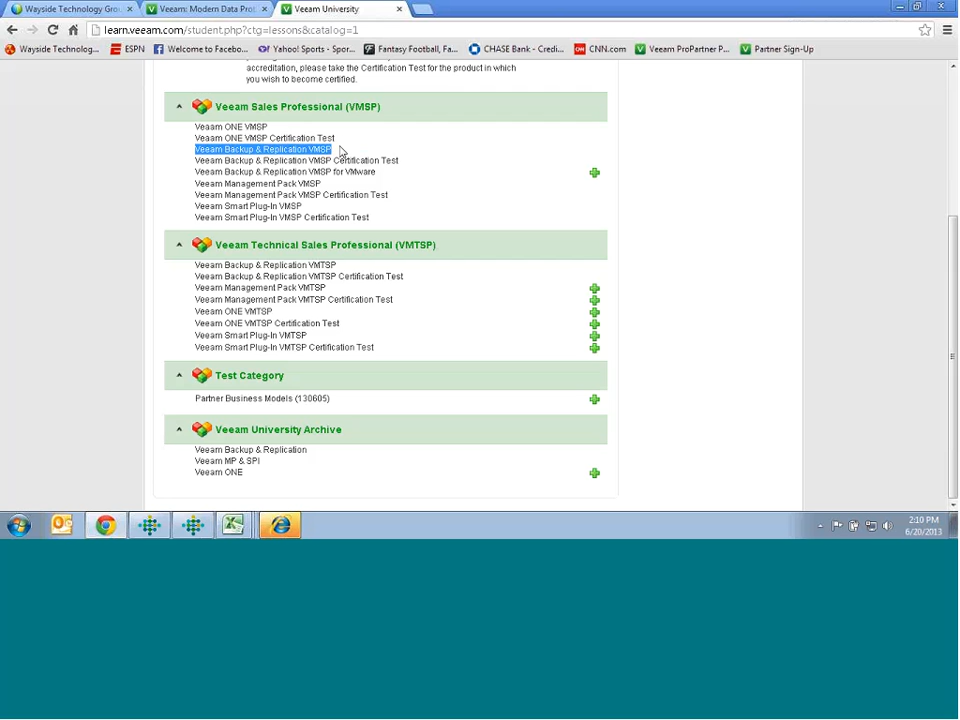 Wayside Technology Grou
Veeam: Modern Data Prot
Veeam University
learn.veeam.com/student.php?ctg=lessons&catalog=1
Wayside Technolog...
ESPN
Welcome to Facebo...
Yahoo! Sports - Spor...
Fantasy Football, Fa...
CHASE Bank - Credi...
CNN.com
Veeam ProPartner P...
Partner Sign-Up
accreditation, please take the Certification Test for the product in which
you wish to become certified.
Veeam Sales Professional (VMSP)
Veeam ONE VMSP
Veeam ONE VMSP Certification Test
Veeam Backup & Replication VMSP
Veeam Backup & Replication VMSP Certification Test
Veeam Backup & Replication VMSP for VMware
Veeam Management Pack VMSP
Veeam Management Pack VMSP Certification Test
Veeam Smart Plug-In VMSP
Veeam Smart Plug-In VMSP Certification Test
Veeam Technical Sales Professional (VMTSP)
Veeam Backup & Replication VMTSP
Veeam Backup & Replication VMTSP Certification Test
Veeam Management Pack VMTSP
Veeam Management Pack VMTSP Certification Test
Veeam ONE VMTSP
Veeam ONE VMTSP Certification Test
Veeam Smart Plug-In VMTSP
Veeam Smart Plug-In VMTSP Certification Test
Test Category
Partner Business Models (130605)
Veeam University Archive
Veeam Backup & Replication
Veeam MP & SPI
Veeam ONE
2:10 PM
6/20/2013